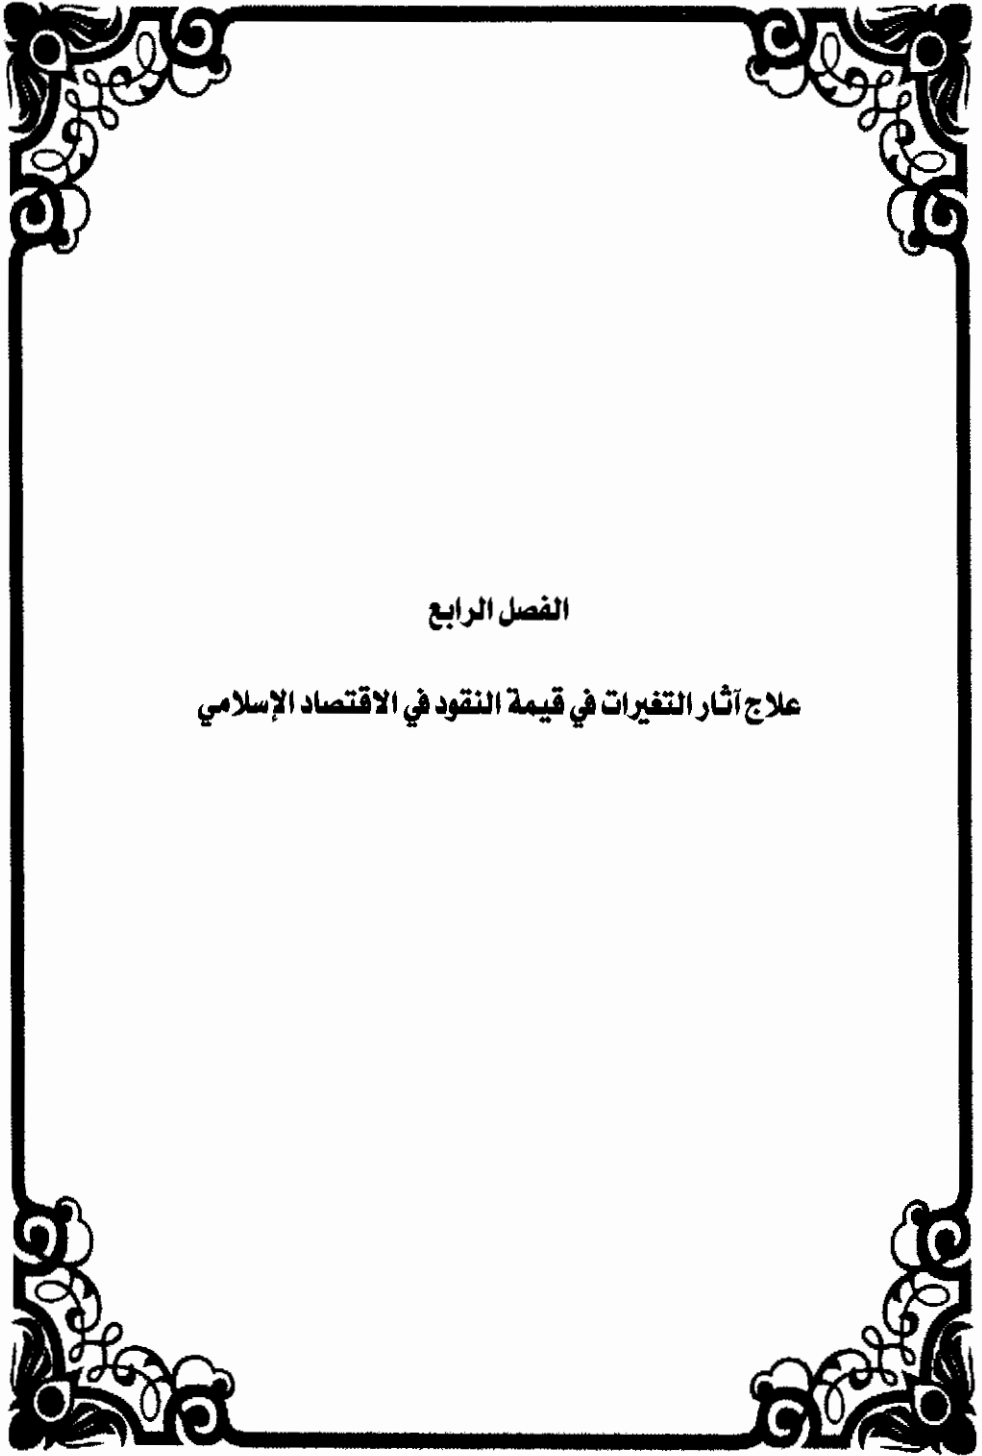 الفصل الرابع
علاج آثار التغيرات في قيمة النقود في الاقتصاد الإسلامي